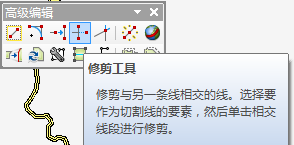 高级编辑
修剪工具
修剪与另一条线相交的线。选择要
作为切割线的要素，然后单击相交
线段进行修剪。